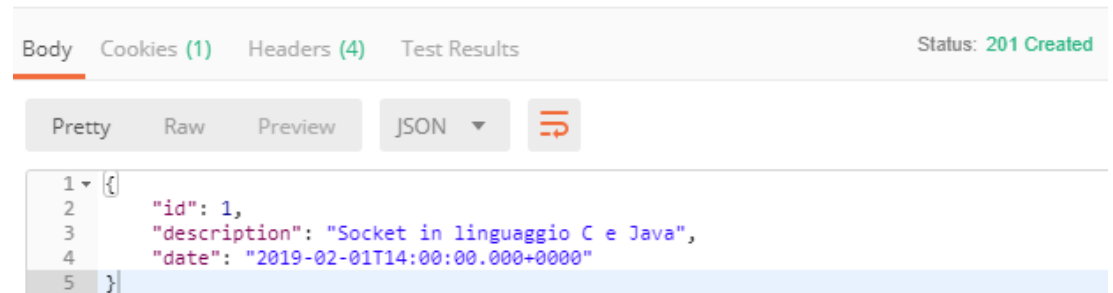 Body Cookies (1) Headers (4) Test Results Status: 201 Created
Pretty Raw Preview JSON
1 {
2 "id": 1,
3 "description": "Socket in linguaggio C e Java",
4 "date": "2019-02-01T14:00:00.000+0000"
5 }